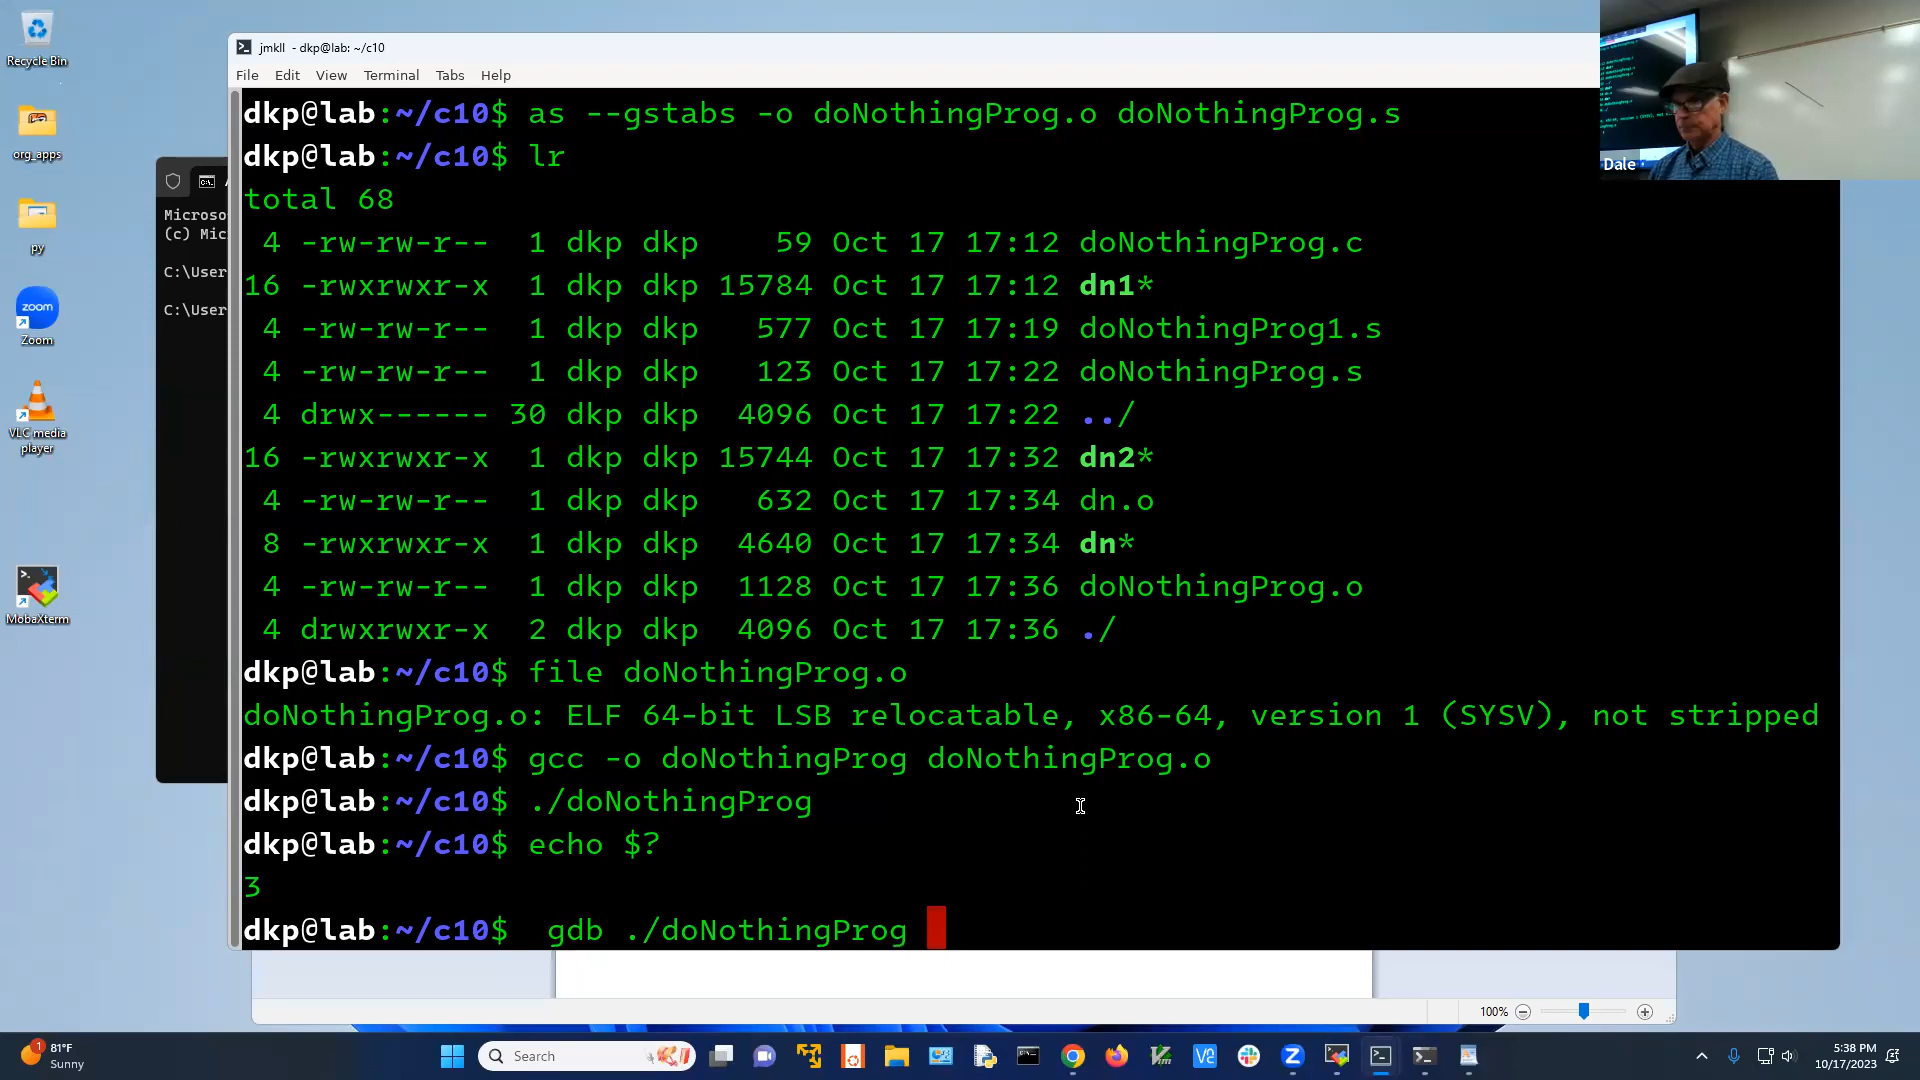 Recycle Bin
org_apps
py
zoom
Zoom
VLC media
player
MobaXterm
Microso
(c) Mic
C:\User
C:\User
jmkll - dkp@lab: ~/c10
File Edit View Terminal Tabs Help
dkp@lab:~/c10$ as --gstabs -o doNothingProg.o doNothingProg.s
dkp@lab:~/c10$ lr
total 68
4 -rw-rw-r-- 1 dkp dkp 59 Oct 17 17:12 doNothingProg.c
16 -rwxrwxr-x 1 dkp dkp 15784 Oct 17 17:12 dn1*
4 -rw-rw-r-- 1 dkp dkp 577 Oct 17 17:19 doNothingProg1.s
4 -rw-rw-r-- 1 dkp dkp 123 Oct 17 17:22 doNothingProg.s
4 drwx------ 30 dkp dkp 4096 Oct 17 17:22 ../
16 -rwxrwxr-x 1 dkp dkp 15744 Oct 17 17:32 dn2*
4 -rw-rw-r-- 1 dkp dkp 632 Oct 17 17:34 dn.o
8 -rwxrwxr-x 1 dkp dkp 4640 Oct 17 17:34 dn*
4 -rw-rw-r-- 1 dkp dkp 1128 Oct 17 17:36 doNothingProg.o
4 drwxrwxr-x 2 dkp dkp 4096 Oct 17 17:36 ./
dkp@lab:~/c10$ file doNothingProg.o
doNothingProg.o: ELF 64-bit LSB relocatable, x86-64, version 1 (SYSV), not stripped
dkp@lab:~/c10$ gcc -o doNothingProg doNothingProg.o
dkp@lab:~/c10$ ./doNothingProg
dkp@lab:~/c10$ echo $?
3
dkp@lab:~/c10$  gdb ./doNothingProg
Dale
100%
1
81°F
Sunny
Search
5:38 PM
10/17/2023